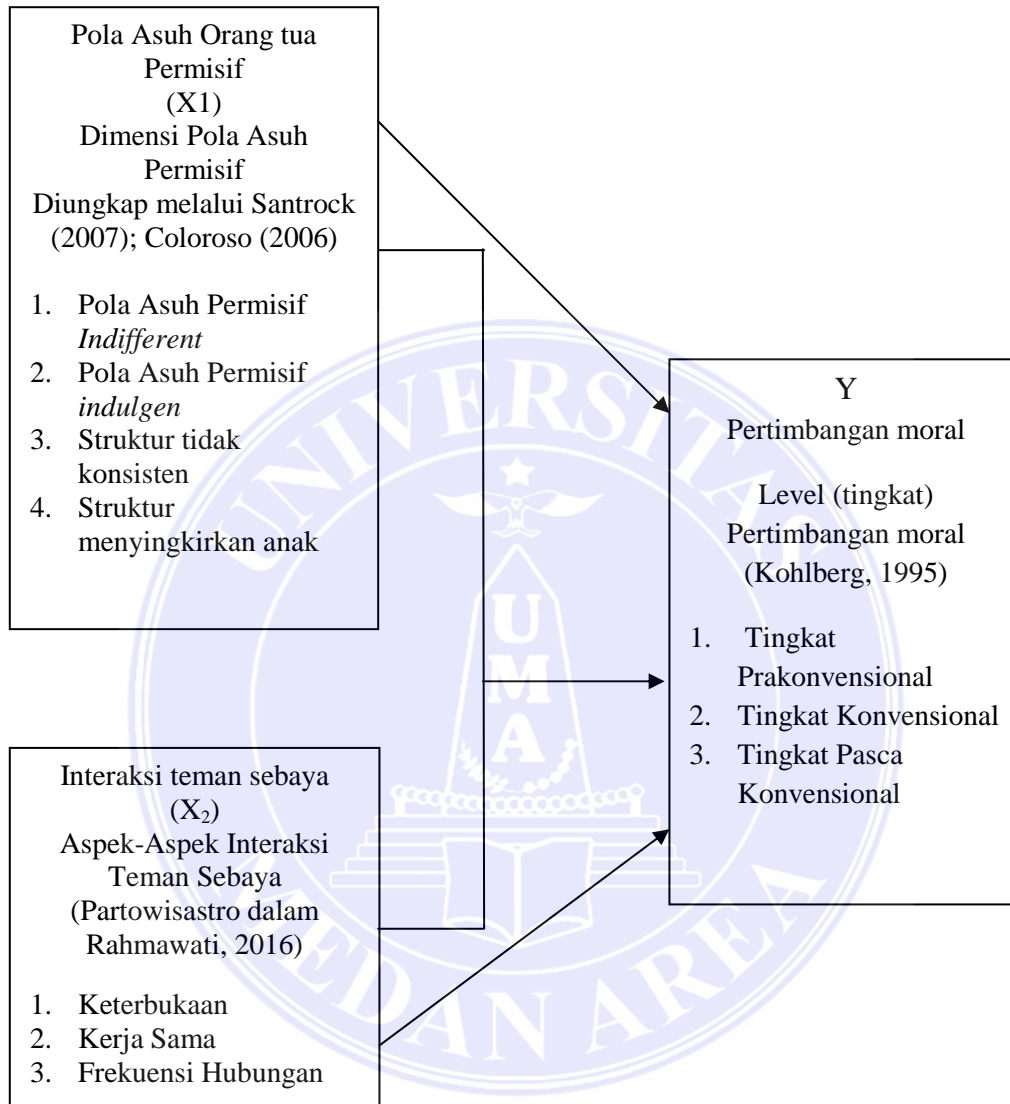 Pola Asuh Orang tua
Permisif
(X1)
Dimensi Pola Asuh
Permisif
Diungkap melalui Santrock
(2007); Coloroso (2006)
1. Pola Asuh Permisif
Indifferent
2. Pola Asuh Permisif
indulgen
3. Struktur tidak
konsisten
4. Struktur
menyingkirkan anak
Interaksi teman sebaya
(X₂)
Aspek-Aspek Interaksi
Teman Sebaya
(Partowisastro dalam
Rahmawati, 2016)
1. Keterbukaan
2. Kerja Sama
3. Frekuensi Hubungan
Y
Pertimbangan moral
Level (tingkat)
Pertimbangan moral
(Kohlberg, 1995)
1. Tingkat
Prakonvensional
2. Tingkat Konvensional
3. Tingkat Pasca
Konvensional
UNIVERSITAS
MEDAN AREA
U
M
A